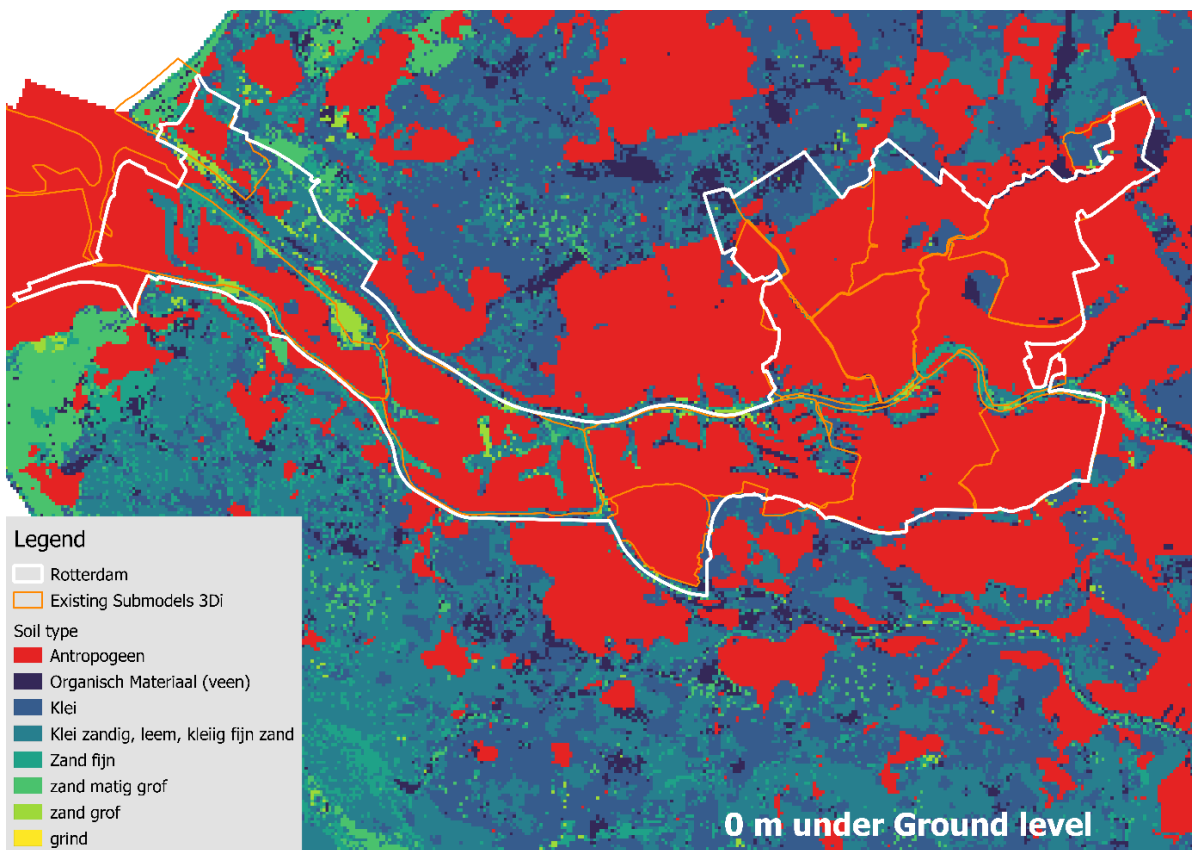 Legend
Rotterdam
Existing Submodels 3Di
Soil type
Antropogeen
Organisch Materiaal (veen)
Klei
Klei zandig, leem, kleiig fijn zand
Zand fijn
zand matig grof
zand grof
grind
0 m under Ground level